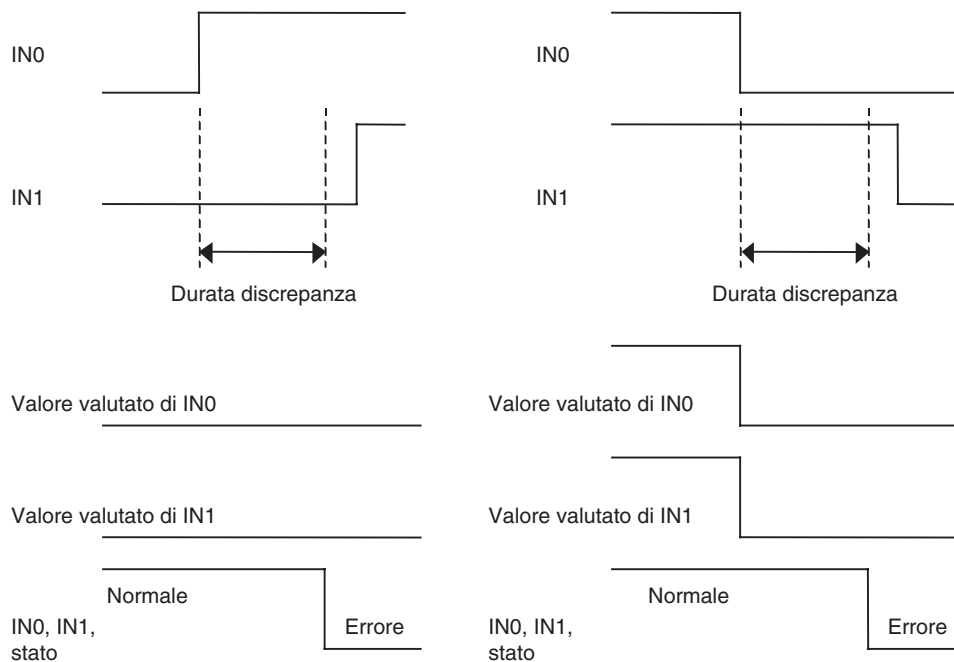 IN0
IN1
Durata discrepanza
Valore valutato di IN0
Valore valutato di IN1
Normale
IN0, IN1,
stato
Errore
IN0
IN1
Durata discrepanza
Valore valutato di IN0
Valore valutato di IN1
Normale
IN0, IN1,
stato
Errore